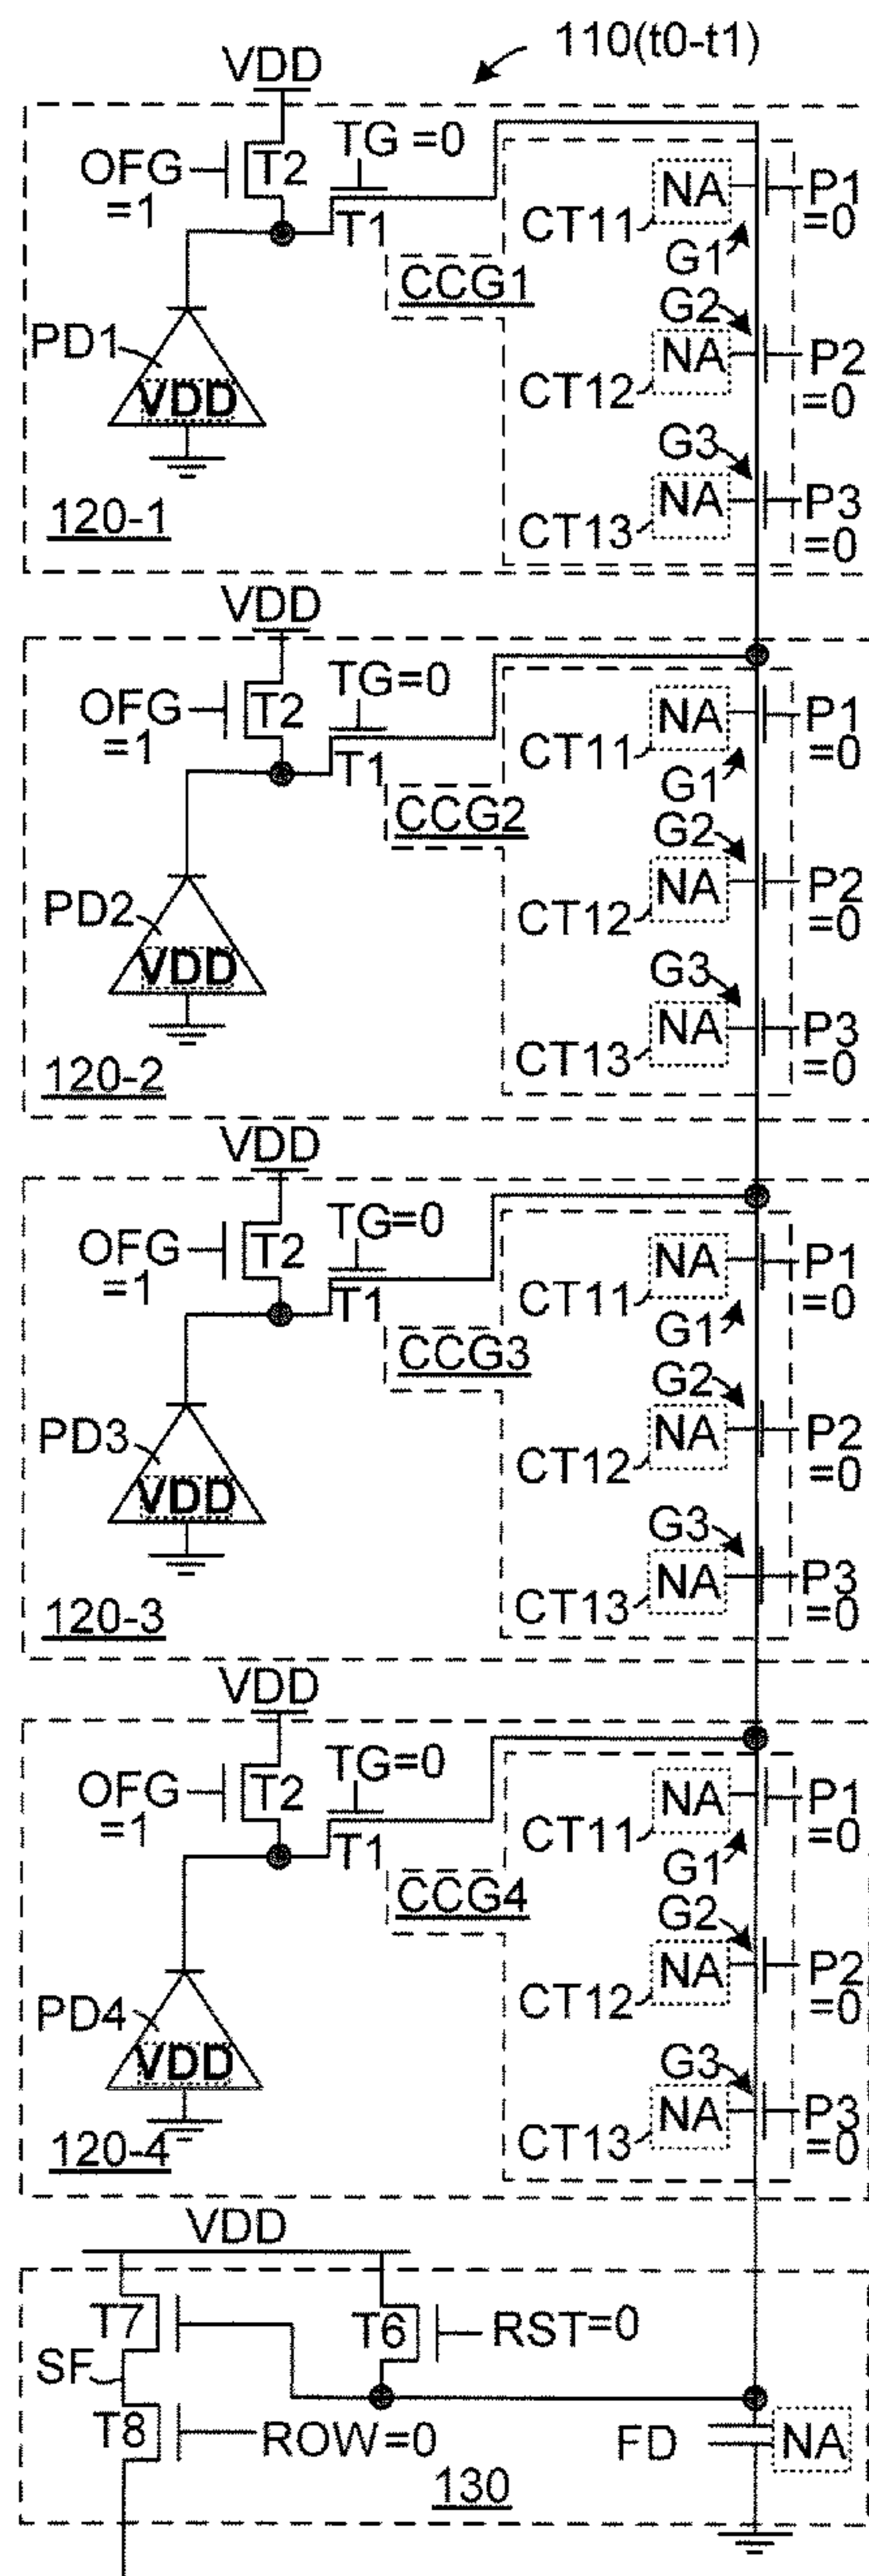 110(t0-t1)
VDD
OFG
=1
T2
TG =0
T1
CCG1
PD1
VDD
120-1
NA
CT11
G1
P1
=0
G2
NA
CT12
P2
=0
G3
NA
CT13
P3
=0
VDD
OFG
=1
T2
TG=0
T1
CCG2
PD2
VDD
120-2
NA
CT11
G1
P1
=0
G2
NA
CT12
P2
=0
G3
NA
CT13
P3
=0
VDD
OFG
=1
T2
TG=0
T1
CCG3
PD3
VDD
120-3
NA
CT11
G1
P1
=0
G2
NA
CT12
P2
=0
G3
NA
CT13
P3
=0
VDD
OFG
=1
T2
TG=0
T1
CCG4
PD4
VDD
120-4
NA
CT11
G1
P1
=0
G2
NA
CT12
P2
=0
G3
NA
CT13
P3
=0
VDD
T7
T6
RST=0
SF
T8
ROW=0
FD
NA
130